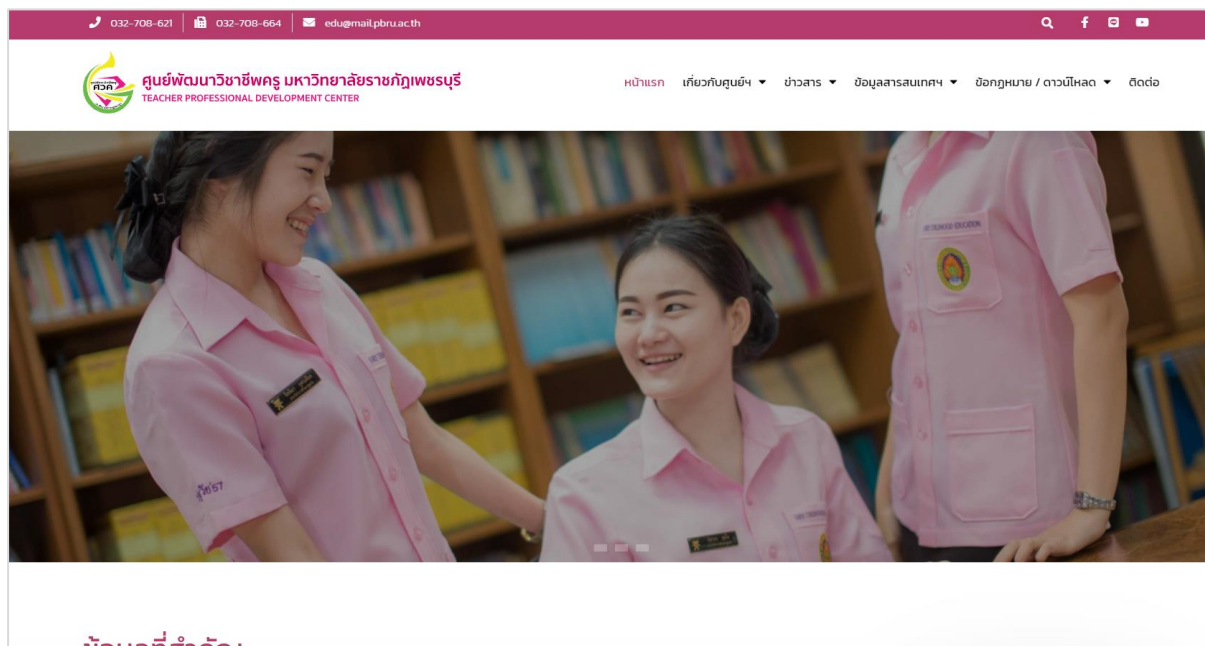 032-708-621
032-708-664
edu@mail.pbru.ac.th
ศวค
ศูนย์พัฒนาวิชาชีพครู มหาวิทยาลัยราชภัฏเพชรบุรี
TEACHER PROFESSIONAL DEVELOPMENT CENTER
หน้าแรก เกี่ยวกับศูนย์ฯ ข่าวสาร ข้อมูลสารสนเทศฯ ข้อกฎหมาย / ดาวน์โหลด ติดต่อ